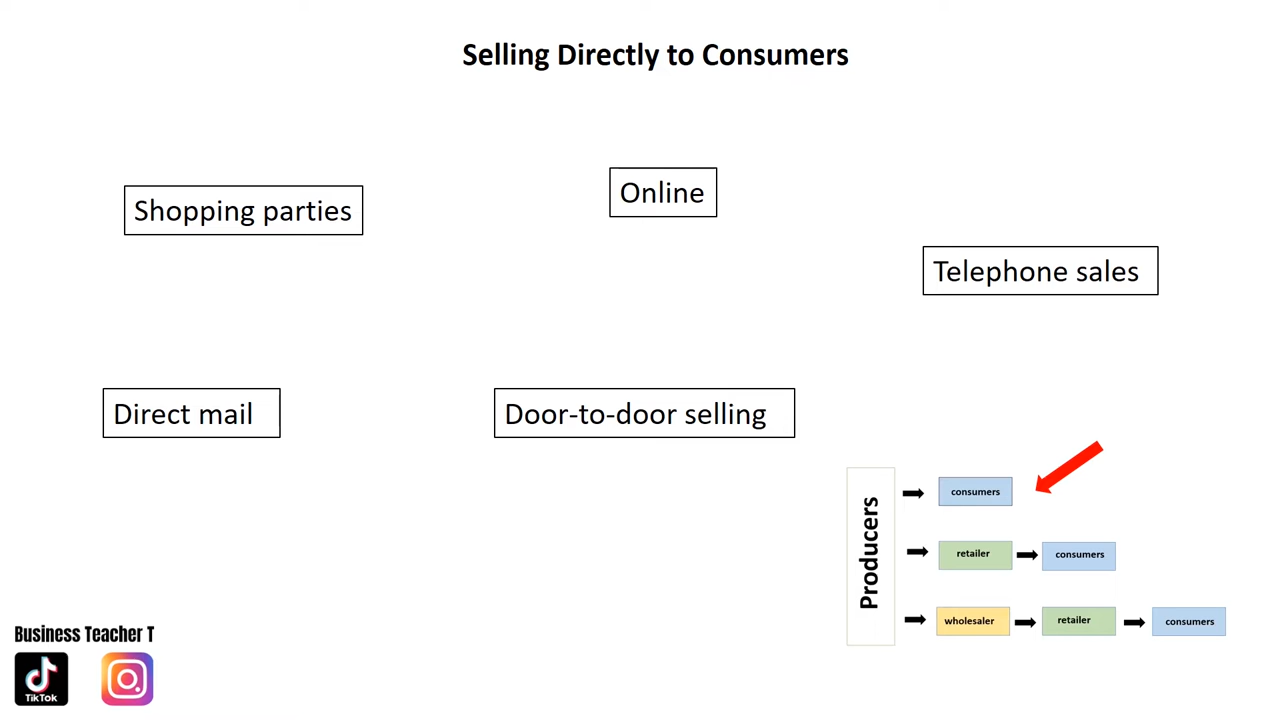 Selling Directly to Consumers
Shopping parties
Online
Telephone sales
Direct mail
Door-to-door selling
Producers
consumers
retailer
consumers
wholesaler
retailer
consumers
Business Teacher T
TikTok